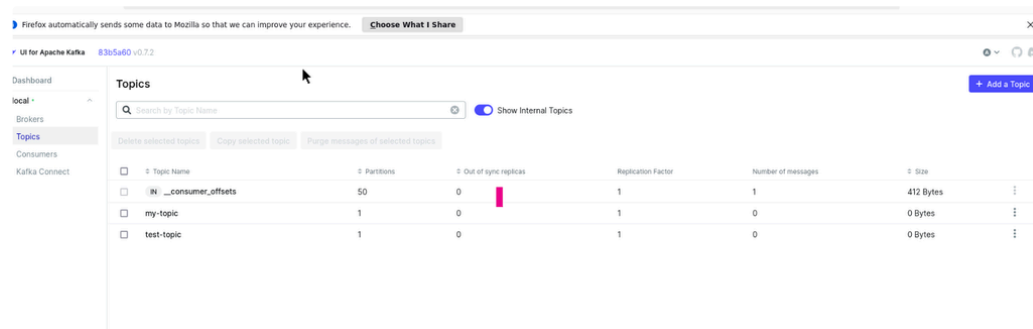 Firefox automatically sends some data to Mozilla so that we can improve your experience. Choose What I Share
UI for Apache Kafka 83b5a60 v0.7.2
Dashboard
local
Brokers
Topics
Consumers
Kafka Connect
Topics
Add a Topic
Search by Topic Name Show Internal Topics
Delete selected topics Copy selected topic Purge messages of selected topics
Topic Name Partitions Out of sync replicas Replication Factor Number of messages Size
IN __consumer_offsets 50 0 1 1 412 Bytes
my-topic 1 0 1 0 0 Bytes
test-topic 1 0 1 0 0 Bytes